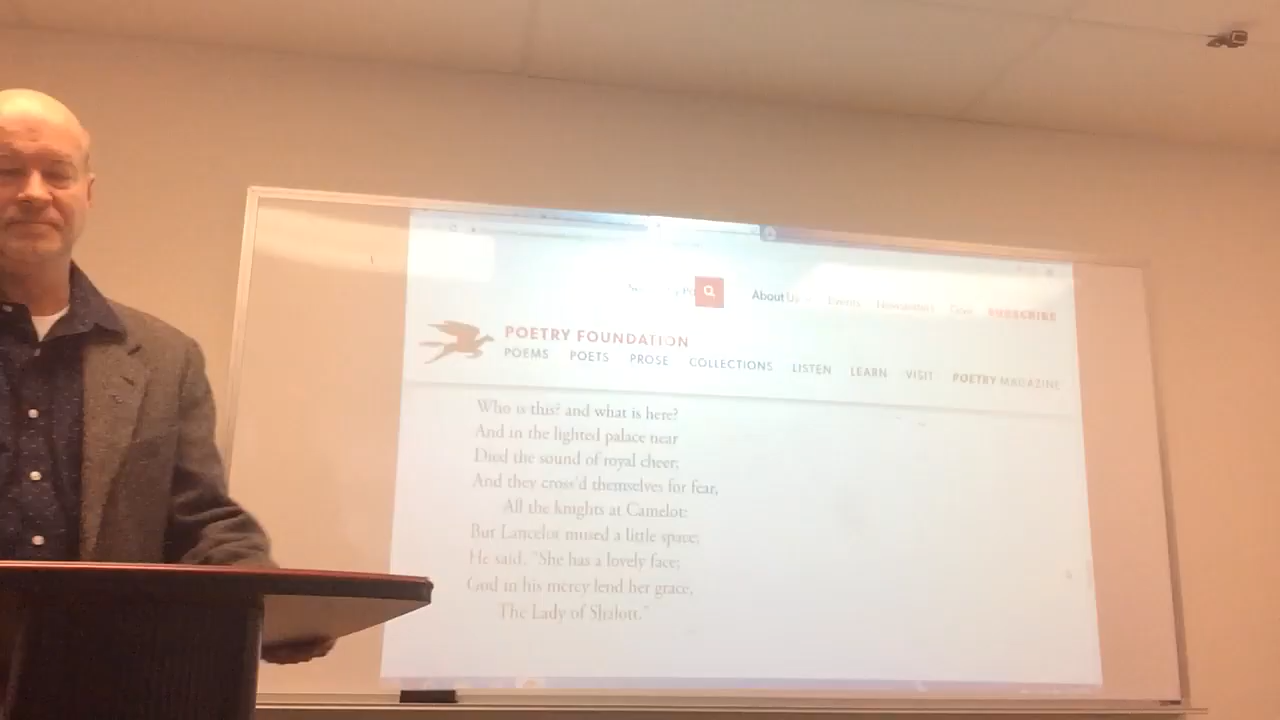 About Us Events Newsletters Give SUBSCRIBE
POETRY FOUNDATION
POEMS POETS PROSE COLLECTIONS LISTEN LEARN VISIT POETRY MAGAZINE
Who is this? and what is here?
And in the lighted palace near
Died the sound of royal cheer;
And they cross'd themselves for fear,
All the knights at Camelot:
But Lancelot mused a little space;
He said, "She has a lovely face;
God in his mercy lend her grace,
The Lady of Shalott."